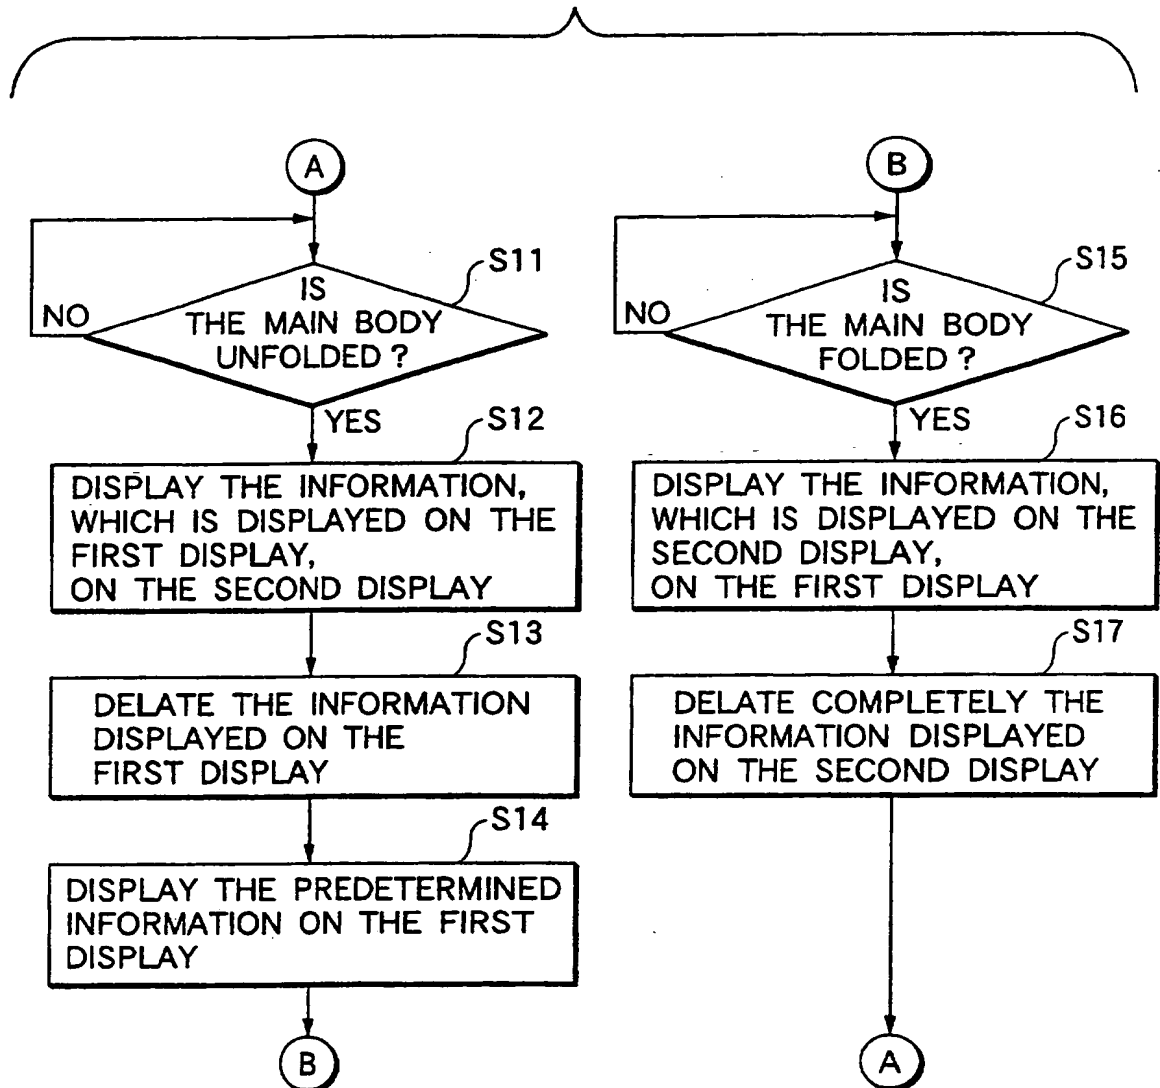 A
S11
IS
THE MAIN BODY
UNFOLDED ?
NO
YES
S12
DISPLAY THE INFORMATION,
WHICH IS DISPLAYED ON THE
FIRST DISPLAY,
ON THE SECOND DISPLAY
S13
DELATE THE INFORMATION
DISPLAYED ON THE
FIRST DISPLAY
S14
DISPLAY THE PREDETERMINED
INFORMATION ON THE FIRST
DISPLAY
B
B
S15
IS
THE MAIN BODY
FOLDED ?
NO
YES
S16
DISPLAY THE INFORMATION,
WHICH IS DISPLAYED ON THE
SECOND DISPLAY,
ON THE FIRST DISPLAY
S17
DELATE COMPLETELY THE
INFORMATION DISPLAYED
ON THE SECOND DISPLAY
A